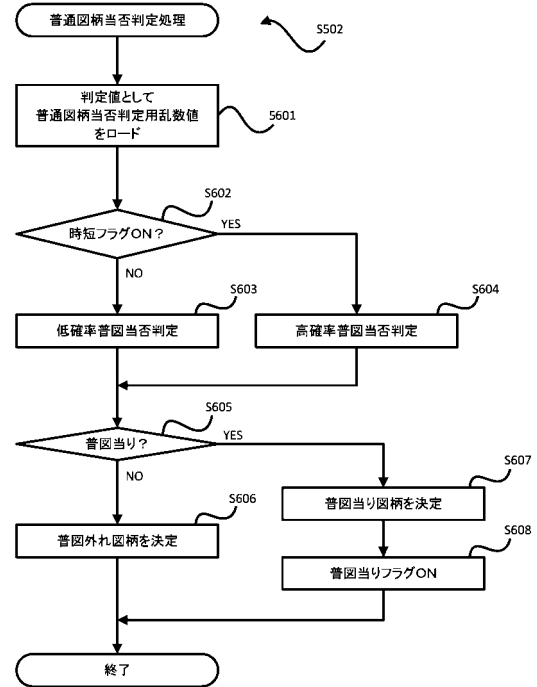 普通図柄当否判定処理
S502
判定値として
普通図柄当否判定用乱数値
をロード
S601
S602
時短フラグON?
YES
NO
S603
低確率普図当否判定
S604
高確率普図当否判定
S605
普図当り?
YES
NO
S606
普図外れ図柄を決定
S607
普図当り図柄を決定
S608
普図当りフラグON
終了